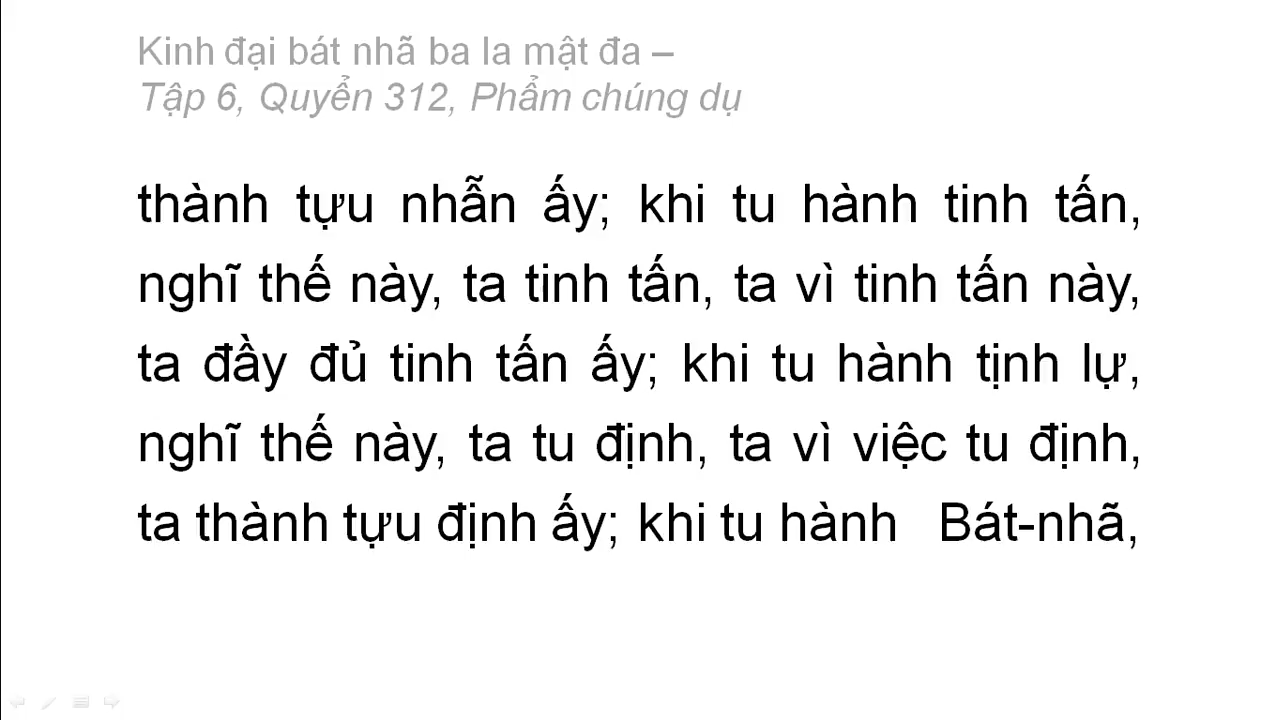 Kinh đại bát nhã ba la mật đa –
Tập 6, Quyển 312, Phẩm chúng dụ
thành tựu nhẫn ấy; khi tu hành tinh tấn,
nghĩ thế này, ta tinh tấn, ta vì tinh tấn này,
ta đầy đủ tinh tấn ấy; khi tu hành tịnh lự,
nghĩ thế này, ta tu định, ta vì việc tu định,
ta thành tựu định ấy; khi tu hành Bát-nhã,